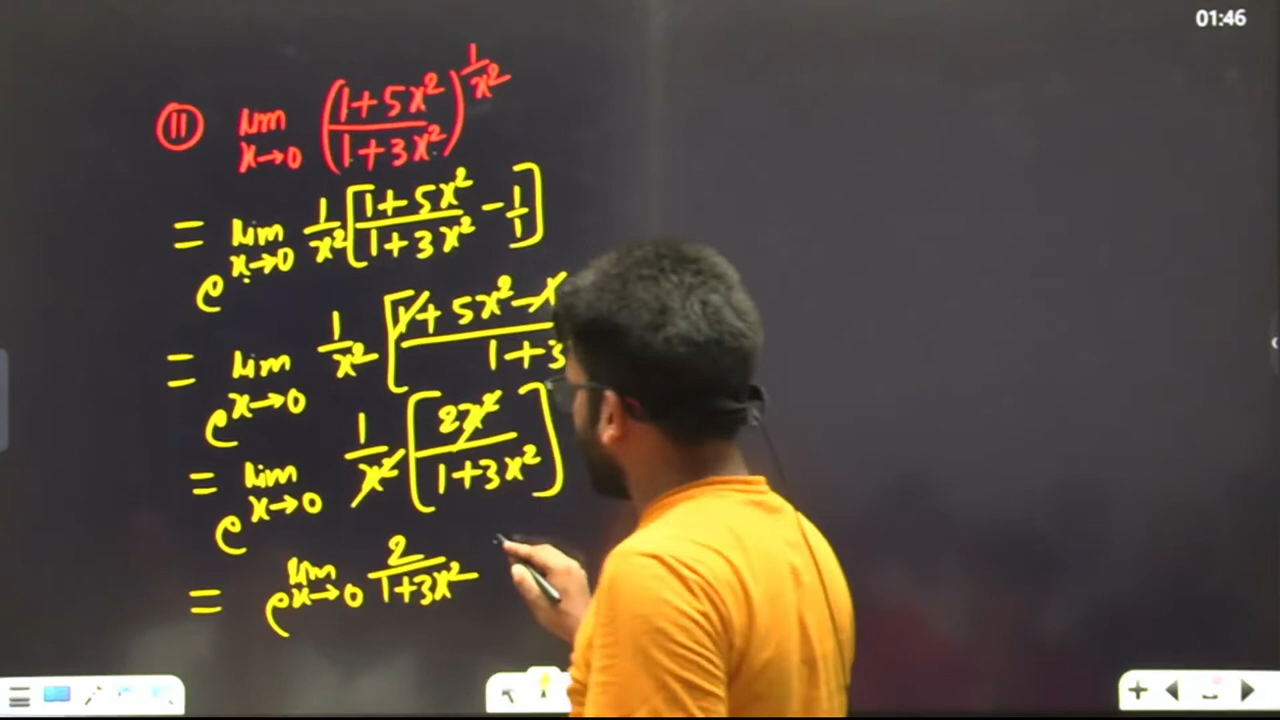 01:46
(11) lim x→0 ((1+5x²)/(1+3x²))^(1/x²)
= e^(lim x→0 1/x² [(1+5x²)/(1+3x²) - 1/1])
= e^(lim x→0 1/x² [(1+5x²-1)/(1+3
= e^(lim x→0 1/x² [2x²/(1+3x²)])
= e^(lim x→0 2/(1+3x²))